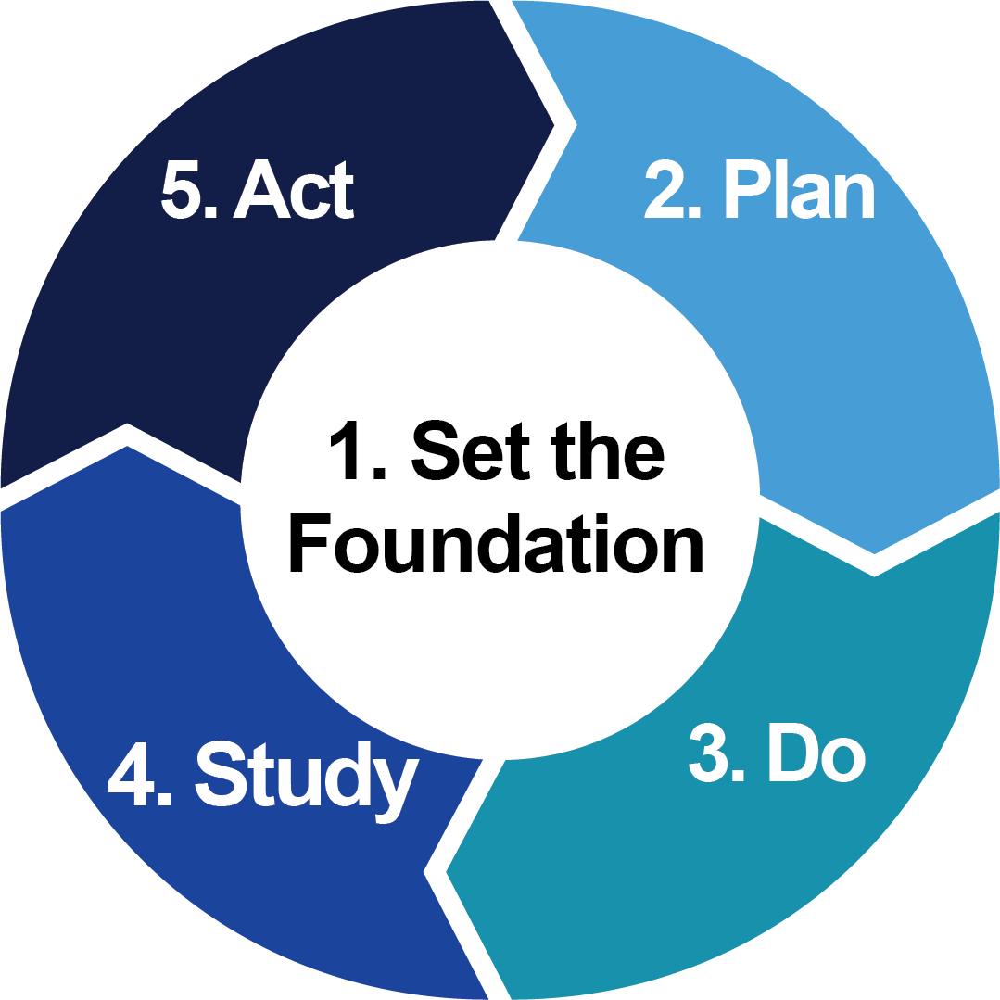 1. Set the
Foundation
2. Plan
3. Do
4. Study
5. Act